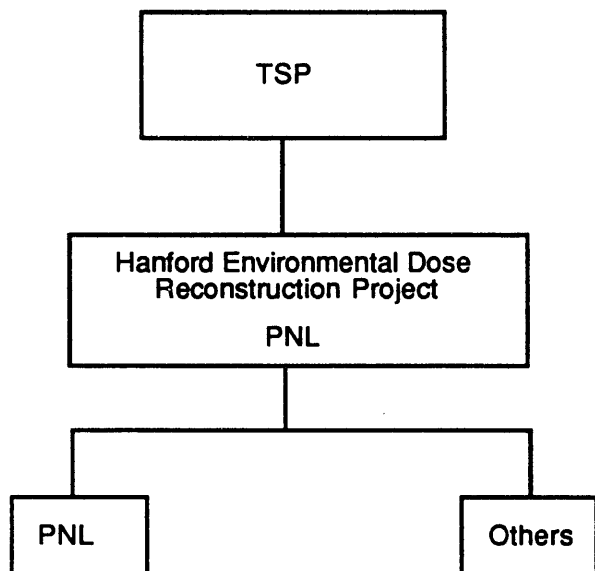 TSP
Hanford Environmental Dose
Reconstruction Project
PNL
PNL
Others